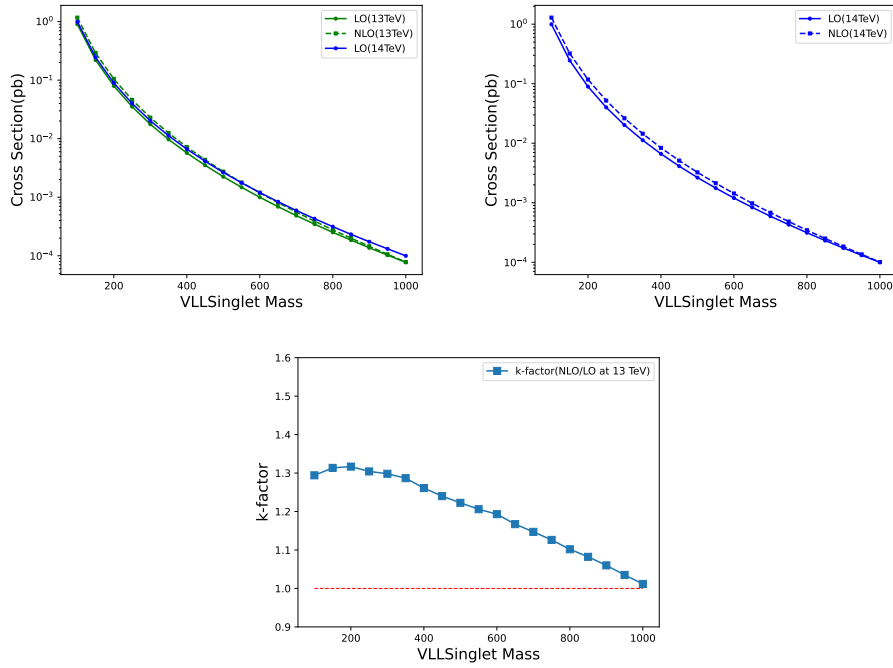 LO(13TeV)
NLO(13TeV)
LO(14TeV)
Cross Section(pb)
10⁰
10⁻¹
10⁻²
10⁻³
10⁻⁴
200 400 600 800 1000
VLLSinglet Mass
LO(14TeV)
NLO(14TeV)
Cross Section(pb)
10⁰
10⁻¹
10⁻²
10⁻³
10⁻⁴
200 400 600 800 1000
VLLSinglet Mass
k-factor(NLO/LO at 13 TeV)
k-factor
1.6
1.5
1.4
1.3
1.2
1.1
1.0
0.9
200 400 600 800 1000
VLLSinglet Mass